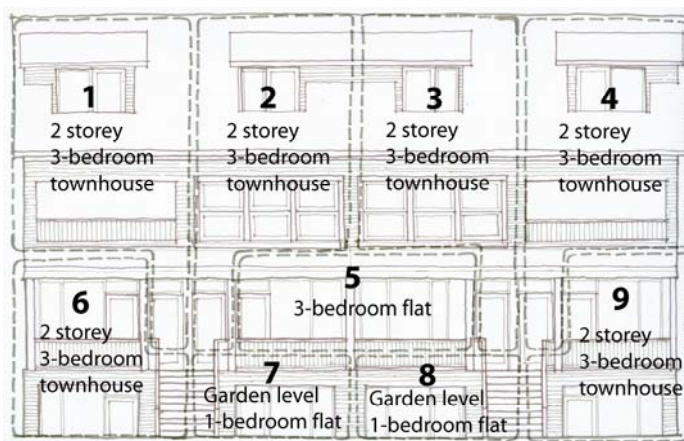 1
2 storey
3-bedroom
townhouse
2
2 storey
3-bedroom
townhouse
3
2 storey
3-bedroom
townhouse
4
2 storey
3-bedroom
townhouse
5
3-bedroom flat
6
2 storey
3-bedroom
townhouse
7
Garden level
1-bedroom flat
8
Garden level
1-bedroom flat
9
2 storey
3-bedroom
townhouse